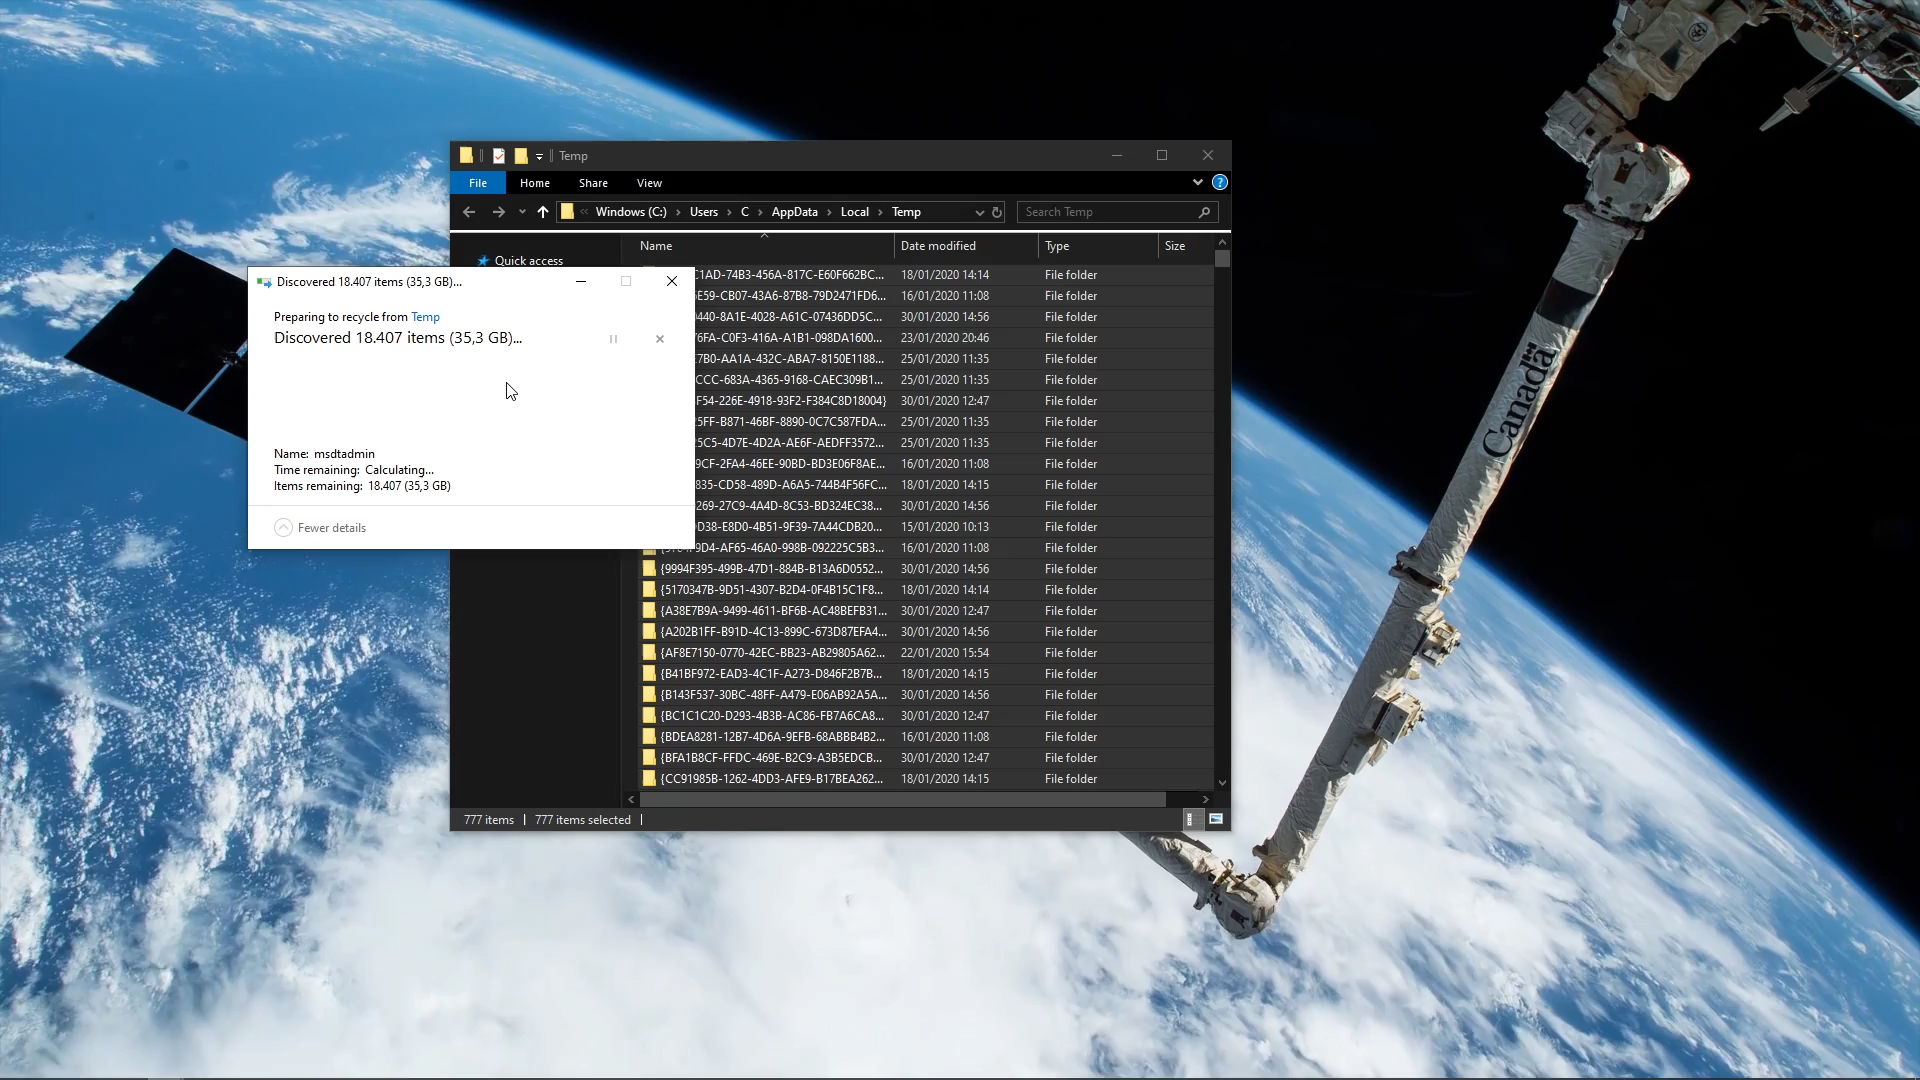 Temp
File Home Share View
Windows (C:) Users C AppData Local Temp Search Temp
Name Date modified Type Size
Quick access
Discovered 18.407 items (35,3 GB)...
Preparing to recycle from Temp
Discovered 18.407 items (35,3 GB)...
Name: msdtadmin
Time remaining: Calculating...
Items remaining: 18.407 (35,3 GB)
Fewer details
C1AD-74B3-456A-817C-E60F662BC... 18/01/2020 14:14 File folder
E59-CB07-43A6-87B8-79D2471FD6... 16/01/2020 11:08 File folder
440-8A1E-4028-A61C-07436DD5C... 30/01/2020 14:56 File folder
6FA-C0F3-416A-A1B1-098DA1600... 23/01/2020 20:46 File folder
7B0-AA1A-432C-ABA7-8150E1188... 25/01/2020 11:35 File folder
CCC-683A-4365-9168-CAEC309B1... 25/01/2020 11:35 File folder
F54-226E-4918-93F2-F384C8D18004} 30/01/2020 12:47 File folder
5FF-B871-46BF-8890-0C7C587FDA... 25/01/2020 11:35 File folder
5C5-4D7E-4D2A-AE6F-AEDFF3572... 25/01/2020 11:35 File folder
9CF-2FA4-46EE-90BD-BD3E06F8AE... 16/01/2020 11:08 File folder
835-CD58-489D-A6A5-744B4F56FC... 18/01/2020 14:15 File folder
269-27C9-4A4D-8C53-BD324EC38... 30/01/2020 14:56 File folder
D38-E8D0-4B51-9F39-7A44CDB20... 15/01/2020 10:13 File folder
9D4-AF65-46A0-998B-092225C5B3... 16/01/2020 11:08 File folder
{9994F395-499B-47D1-884B-B13A6D0552... 30/01/2020 14:56 File folder
{5170347B-9D51-4307-B2D4-0F4B15C1F8... 18/01/2020 14:14 File folder
{A38E7B9A-9499-4611-BF6B-AC48BEFB31... 30/01/2020 12:47 File folder
{A202B1FF-B91D-4C13-899C-673D87EFA4... 30/01/2020 14:56 File folder
{AF8E7150-0770-42EC-BB23-AB29805A62... 22/01/2020 15:54 File folder
{B41BF972-EAD3-4C1F-A273-D846F2B7B... 18/01/2020 14:15 File folder
{B143F537-30BC-48FF-A479-E06AB92A5A... 30/01/2020 14:56 File folder
{BC1C1C20-D293-4B3B-AC86-FB7A6CA8... 30/01/2020 12:47 File folder
{BDEA8281-12B7-4D6A-9EFB-68ABBB4B2... 16/01/2020 11:08 File folder
{BFA1B8CF-FFDC-469E-B2C9-A3B5EDCB... 30/01/2020 12:47 File folder
{CC91985B-1262-4DD3-AFE9-B17BEA262... 18/01/2020 14:15 File folder
777 items 777 items selected
Canada